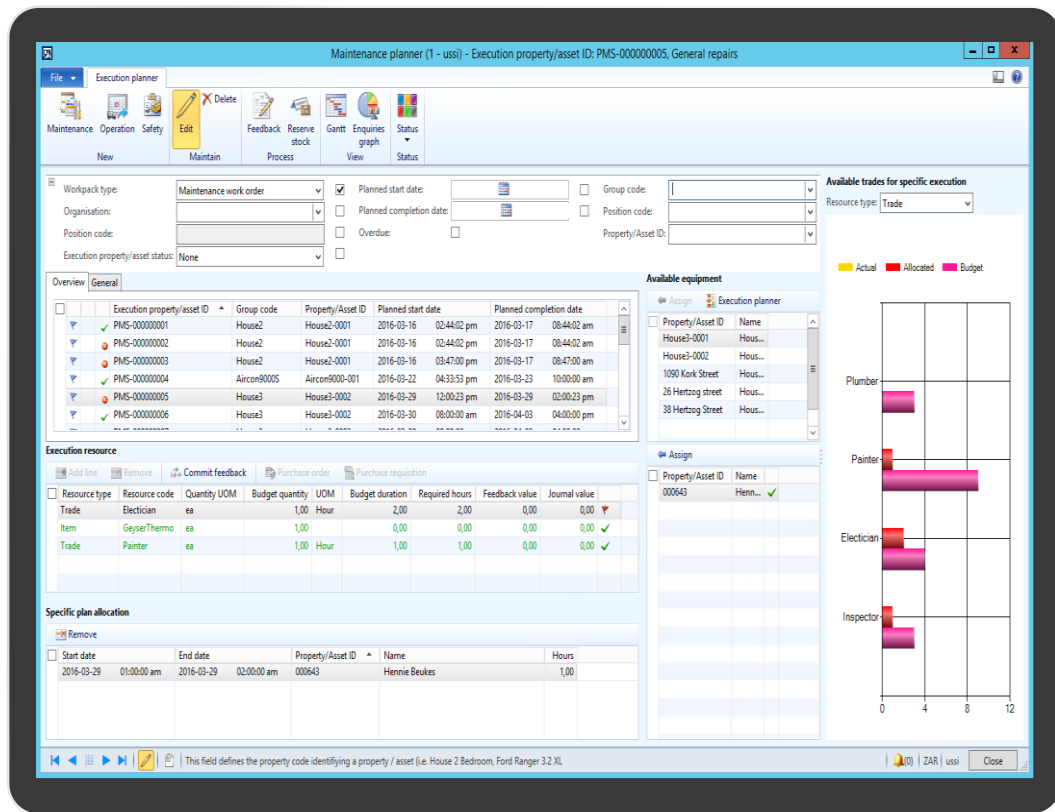 Maintenance planner (1 - ussi) - Execution property/asset ID: PMS-000000005, General repairs
File Execution planner
Maintenance Operation Safety Edit Delete Feedback Reserve stock Gantt Enquiries graph Status
New Maintain Process View Status
Workpack type: Maintenance work order Planned start date: Group code:
Organisation: Planned completion date: Position code:
Position code: Overdue: Property/Asset ID:
Execution property/asset status: None
Available trades for specific execution
Resource type: Trade
Actual Allocated Budget
Plumber
Painter
Electician
Inspector
0 4 8 12
Overview General
Execution property/asset ID Group code Property/Asset ID Planned start date Planned completion date
PMS-000000001 House2 House2-0001 2016-03-16 02:44:02 pm 2016-03-17 08:44:02 am
PMS-000000002 House2 House2-0001 2016-03-16 02:44:02 pm 2016-03-17 08:44:02 am
PMS-000000003 House2 House2-0001 2016-03-16 03:47:00 pm 2016-03-17 08:47:00 am
PMS-000000004 Aircon9000S Aircon9000-001 2016-03-22 04:33:53 pm 2016-03-23 10:00:00 am
PMS-000000005 House3 House3-0002 2016-03-29 12:00:23 pm 2016-03-29 02:00:23 pm
PMS-000000006 House3 House3-0002 2016-03-30 08:00:00 am 2016-04-03 04:00:00 pm
Available equipment
Assign Execution planner
Property/Asset ID Name
House3-0001 Hous...
House3-0002 Hous...
1090 Kork Street Hous...
26 Hertzog street Hous...
38 Hertzog Street Hous...
Assign
Property/Asset ID Name
000643 Henn...
Execution resource
Add line Remove Commit feedback Purchase order Purchase requisition
Resource type Resource code Quantity UOM Budget quantity UOM Budget duration Required hours Feedback value Journal value
Trade Electician ea 1,00 Hour 2,00 2,00 0,00 0,00
Item GeyserThermo ea 1,00 0,00 0,00 0,00 0,00
Trade Painter ea 1,00 Hour 1,00 1,00 0,00 0,00
Specific plan allocation
Remove
Start date End date Property/Asset ID Name Hours
2016-03-29 01:00:00 am 2016-03-29 02:00:00 am 000643 Hennie Beukes 1,00
This field defines the property code identifiying a property / asset (i.e. House 2 Bedroom, Ford Ranger 3.2 XL
(0) ZAR ussi Close